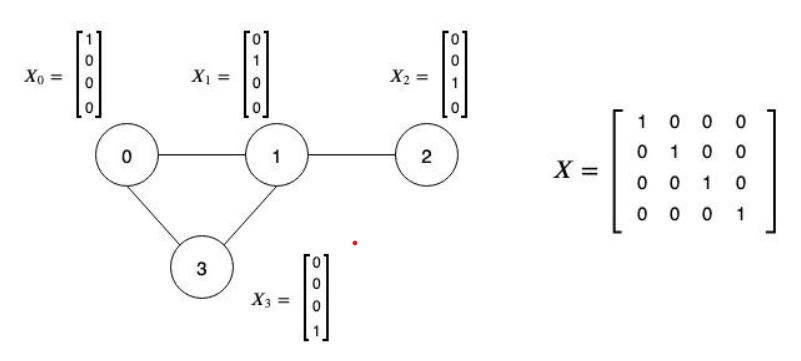 X₀ = [1 0 0 0]
X₁ = [0 1 0 0]
X₂ = [0 0 1 0]
0
1
2
3
X₃ = [0 0 0 1]
X =
1 0 0 0
0 1 0 0
0 0 1 0
0 0 0 1